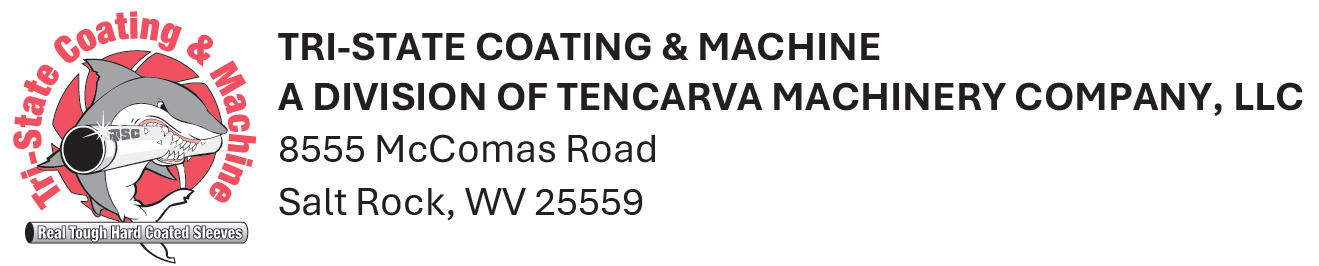 Tri-State Coating & Machine
TSC
Real Tough Hard Coated Sleeves
TRI-STATE COATING & MACHINE
A DIVISION OF TENCARVA MACHINERY COMPANY, LLC
8555 McComas Road
Salt Rock, WV 25559